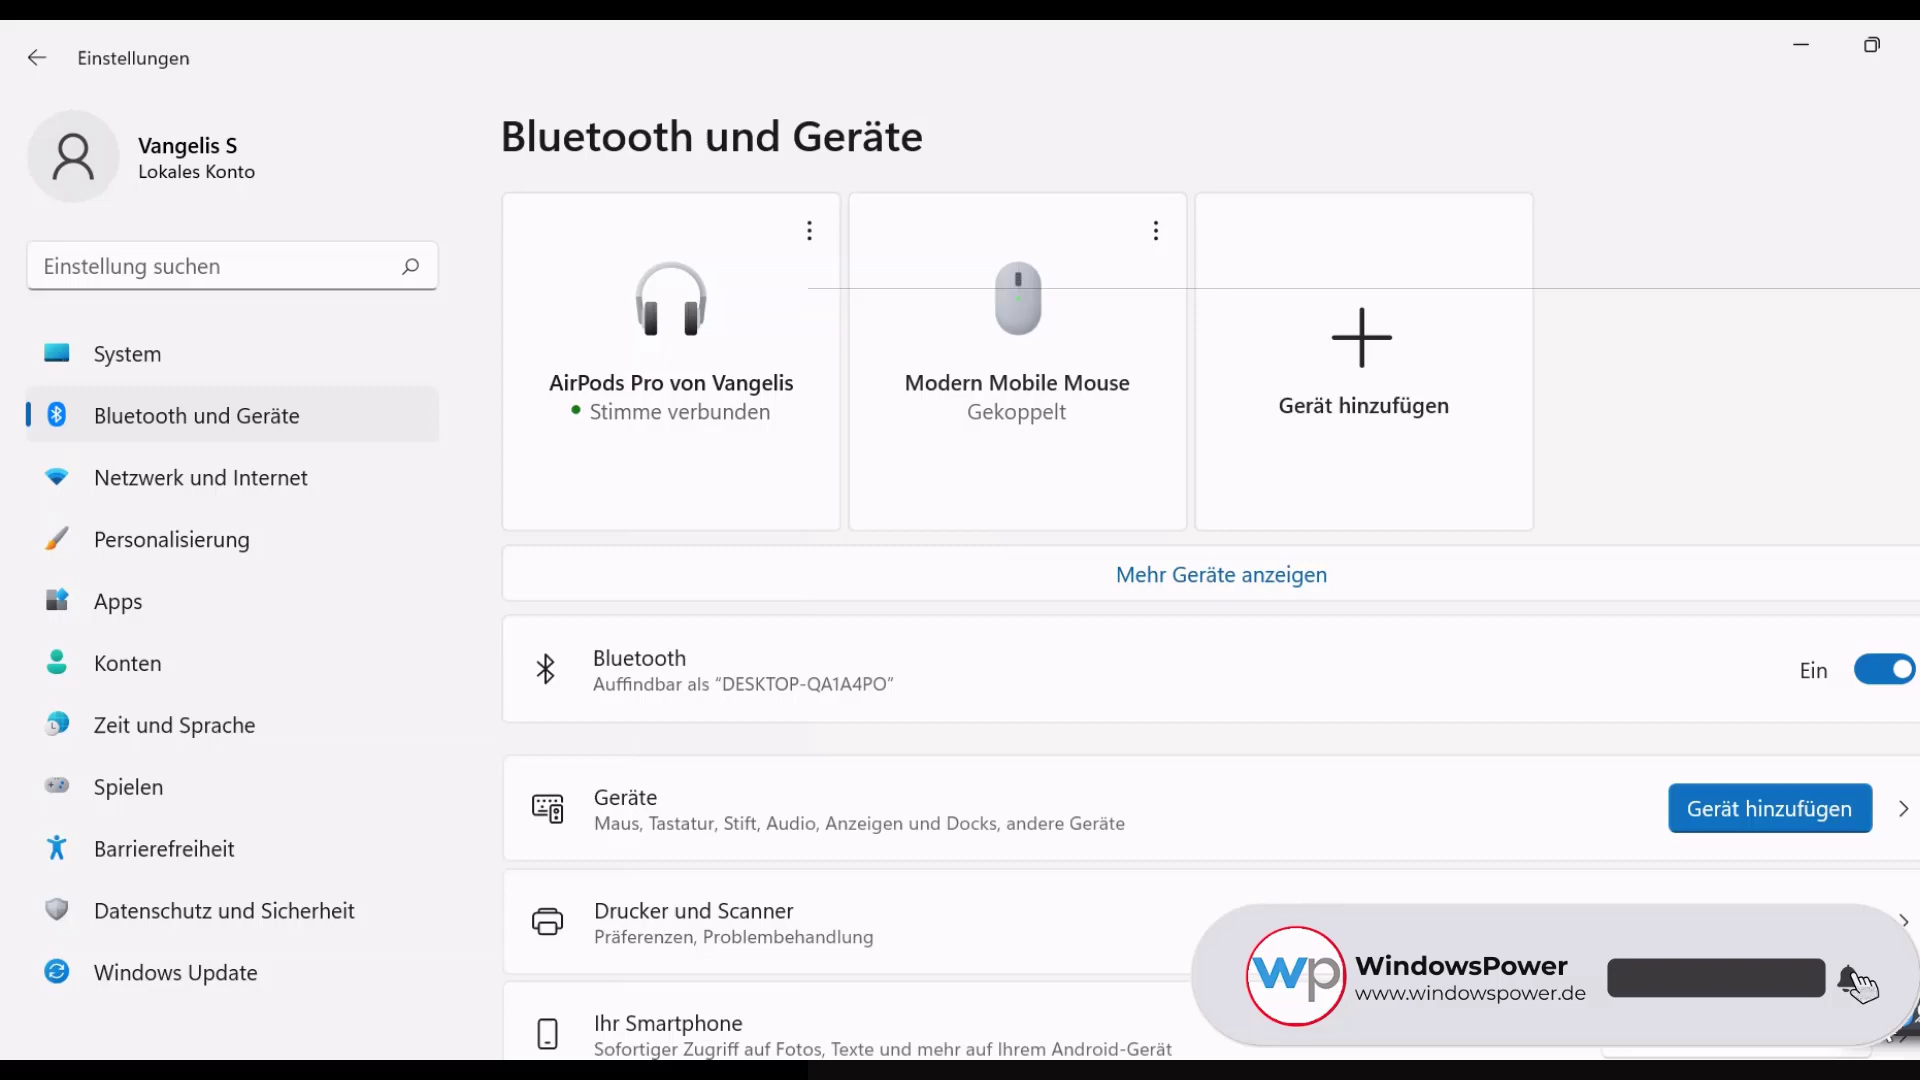 Einstellungen
Vangelis S
Lokales Konto
Einstellung suchen
System
Bluetooth und Geräte
Netzwerk und Internet
Personalisierung
Apps
Konten
Zeit und Sprache
Spielen
Barrierefreiheit
Datenschutz und Sicherheit
Windows Update
Bluetooth und Geräte
AirPods Pro von Vangelis
Stimme verbunden
Modern Mobile Mouse
Gekoppelt
Gerät hinzufügen
Mehr Geräte anzeigen
Bluetooth
Auffindbar als “DESKTOP-QA1A4PO”
Ein
Geräte
Maus, Tastatur, Stift, Audio, Anzeigen und Docks, andere Geräte
Gerät hinzufügen
Drucker und Scanner
Präferenzen, Problembehandlung
Ihr Smartphone
Sofortiger Zugriff auf Fotos, Texte und mehr auf Ihrem Android-Gerät
wp
WindowsPower
www.windowspower.de